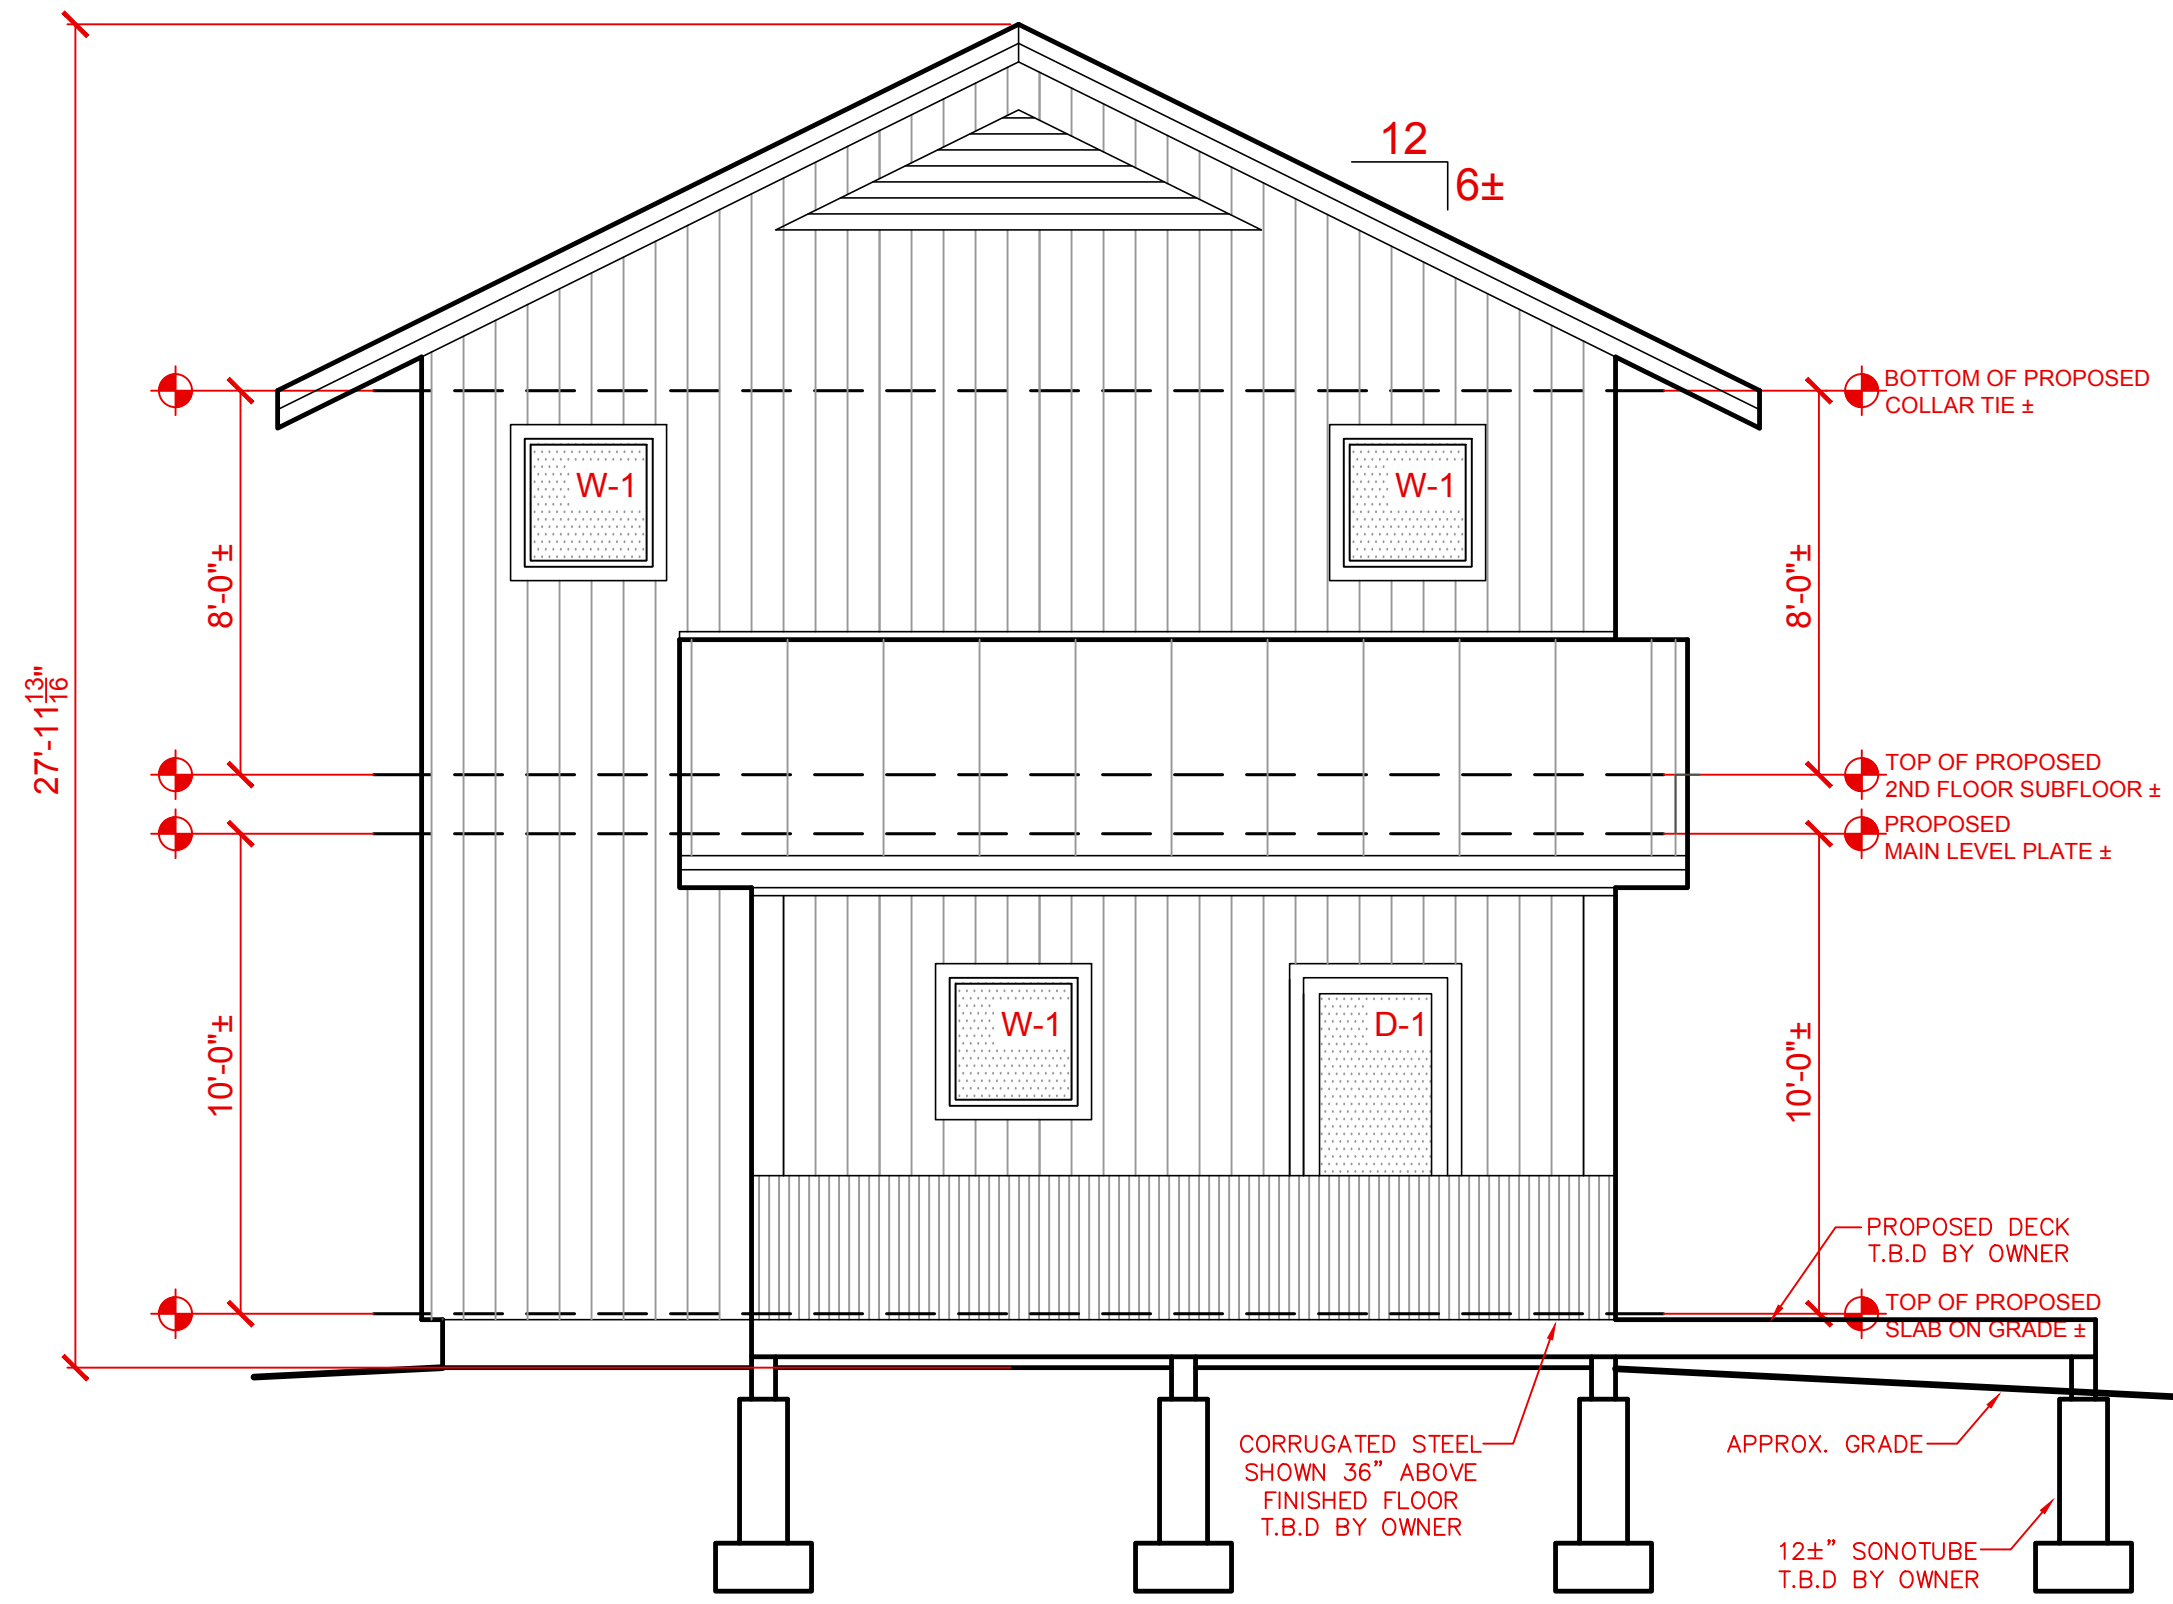 12
6±
BOTTOM OF PROPOSED
COLLAR TIE ±
W-1
W-1
8'-0"±
8'-0"±
27'-11 13/16"
TOP OF PROPOSED
2ND FLOOR SUBFLOOR ±
PROPOSED
MAIN LEVEL PLATE ±
W-1
D-1
10'-0"±
10'-0"±
PROPOSED DECK
T.B.D BY OWNER
TOP OF PROPOSED
SLAB ON GRADE ±
CORRUGATED STEEL
SHOWN 36" ABOVE
FINISHED FLOOR
T.B.D BY OWNER
APPROX. GRADE
12±" SONOTUBE
T.B.D BY OWNER